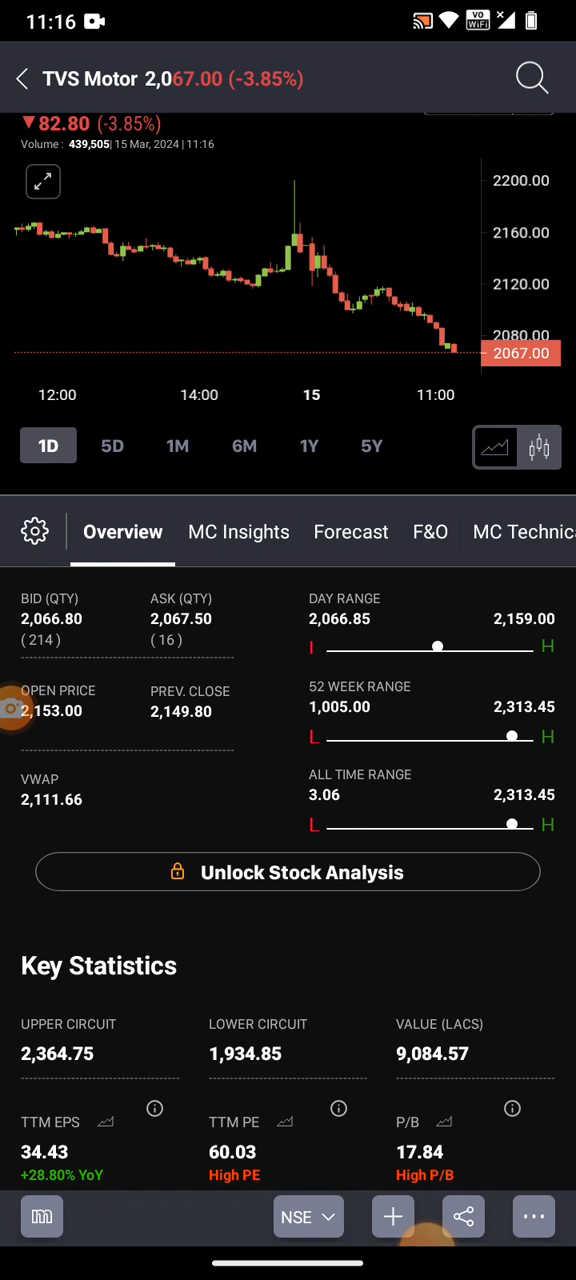 11:16
VO
WiFi
TVS Motor 2,067.00 (-3.85%)
▼82.80 (-3.85%)
Volume : 439,505| 15 Mar, 2024 | 11:16
2200.00
2160.00
2120.00
2080.00
2067.00
12:00 14:00 15 11:00
1D 5D 1M 6M 1Y 5Y
Overview MC Insights Forecast F&O MC Technic
BID (QTY) ASK (QTY) DAY RANGE
2,066.80 2,067.50 2,066.85 2,159.00
( 214 ) ( 16 ) L H
OPEN PRICE PREV. CLOSE 52 WEEK RANGE
2,153.00 2,149.80 1,005.00 2,313.45
L H
VWAP ALL TIME RANGE
2,111.66 3.06 2,313.45
L H
Unlock Stock Analysis
Key Statistics
UPPER CIRCUIT LOWER CIRCUIT VALUE (LACS)
2,364.75 1,934.85 9,084.57
TTM EPS TTM PE P/B
34.43 60.03 17.84
+28.80% YoY High PE High P/B
m NSE